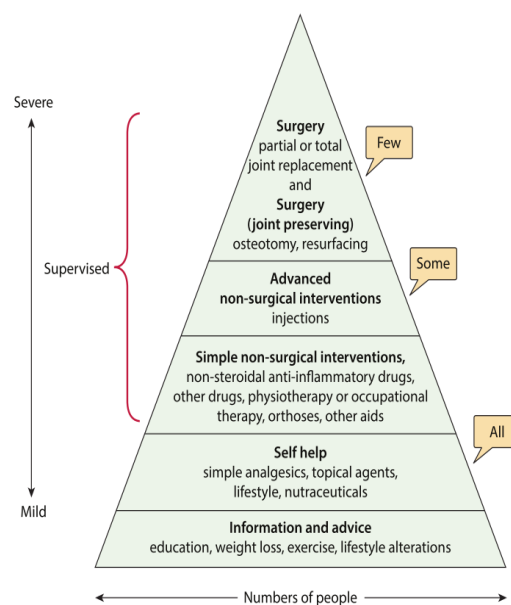 Severe
Surgery
partial or total
joint replacement
and
Surgery
(joint preserving)
osteotomy, resurfacing
Few
Supervised
Some
Advanced
non-surgical interventions
injections
Simple non-surgical interventions,
non-steroidal anti-inflammatory drugs,
other drugs, physiotherapy or occupational
therapy, orthoses, other aids
All
Self help
simple analgesics, topical agents,
lifestyle, nutraceuticals
Mild
Information and advice
education, weight loss, exercise, lifestyle alterations
Numbers of people